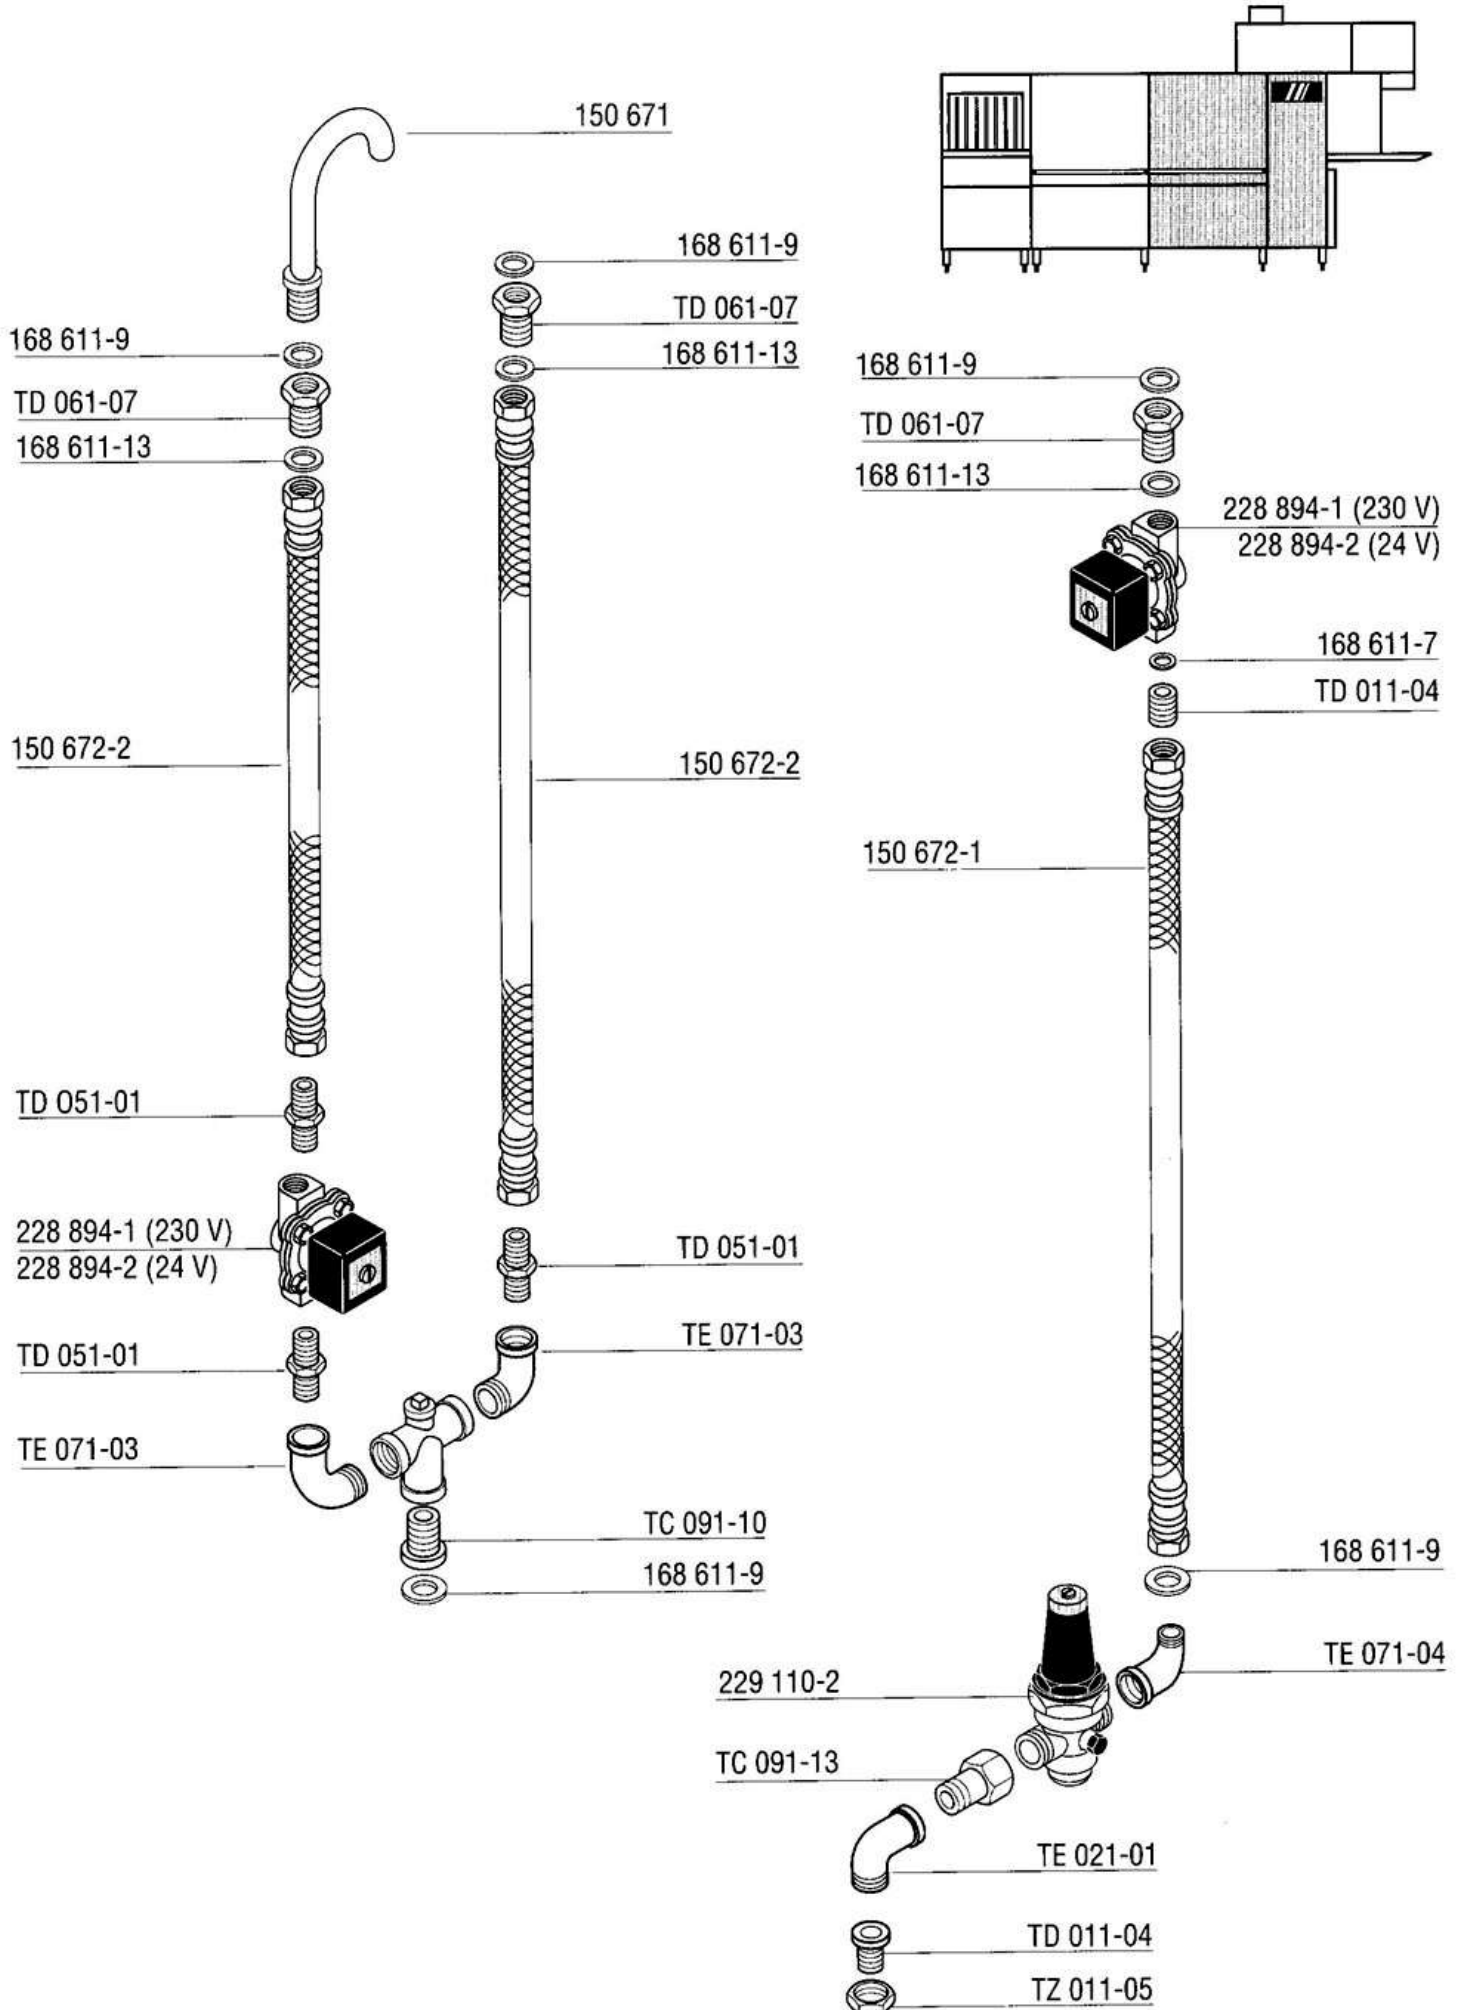 150 671
168 611-9
TD 061-07
168 611-13
168 611-9
TD 061-07
168 611-13
150 672-2
150 672-2
TD O51-01
228 894-1 (230 V)
228 894-2 (24 V)
TD 051-01
TE 071-03
TD 051-01
TE 071-03
TC 091-10
168 611-9
168 611-9
TD 061-07
168 611-13
228 894-1 (230 V)
228 894-2 (24 V)
168 611-7
TD 011-04
150 672-1
168 611-9
TE 071-04
229 110-2
TC 091-13
TE 021-01
TD 011-04
TZ 011-05